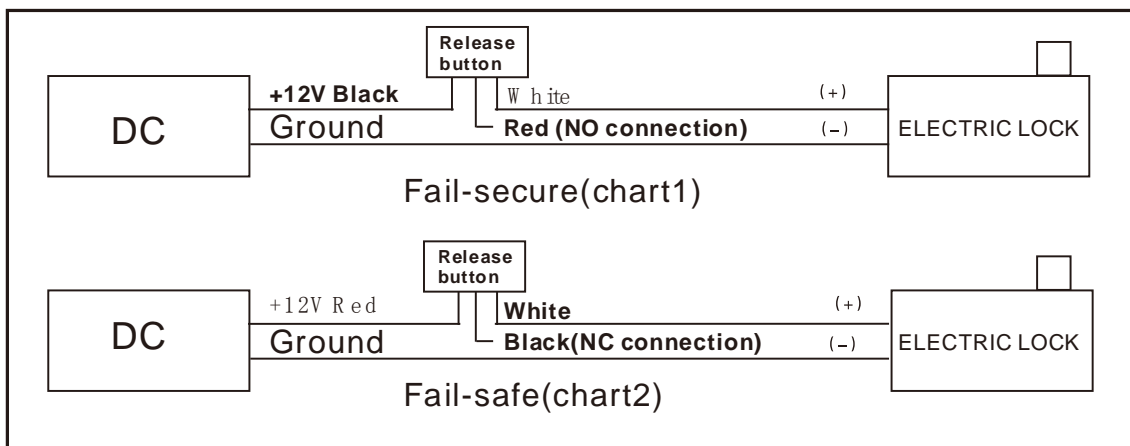 Release
button
+12V Black
White
(+)
DC
Ground
Red (NO connection)
(-)
ELECTRIC LOCK
Fail-secure(chart1)
Release
button
+12V Red
White
(+)
DC
Ground
Black(NC connection)
(-)
ELECTRIC LOCK
Fail-safe(chart2)